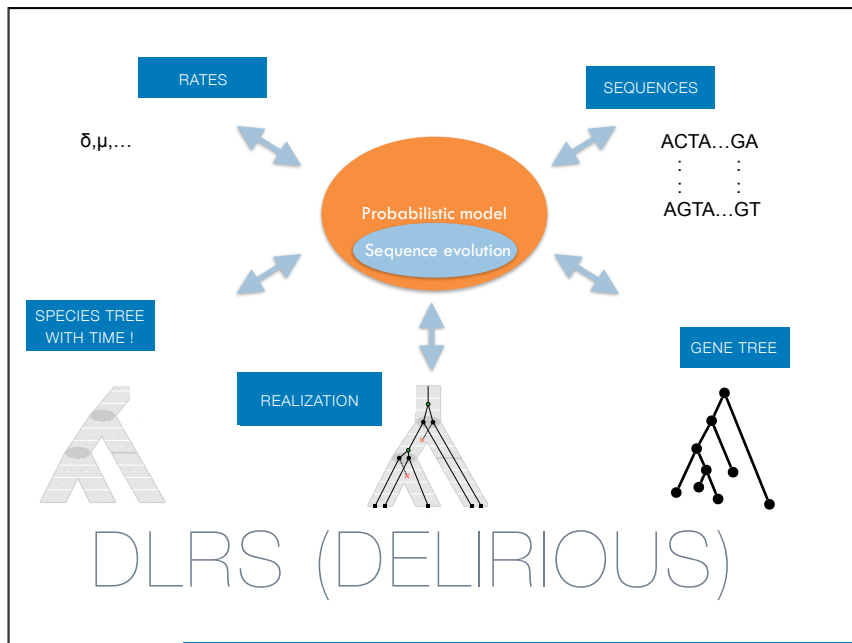 RATES
SEQUENCES
δ,μ,...
ACTA...GA
: :
: :
AGTA...GT
Probabilistic model
Sequence evolution
SPECIES TREE
WITH TIME !
REALIZATION
GENE TREE
DLRS (DELIRIOUS)